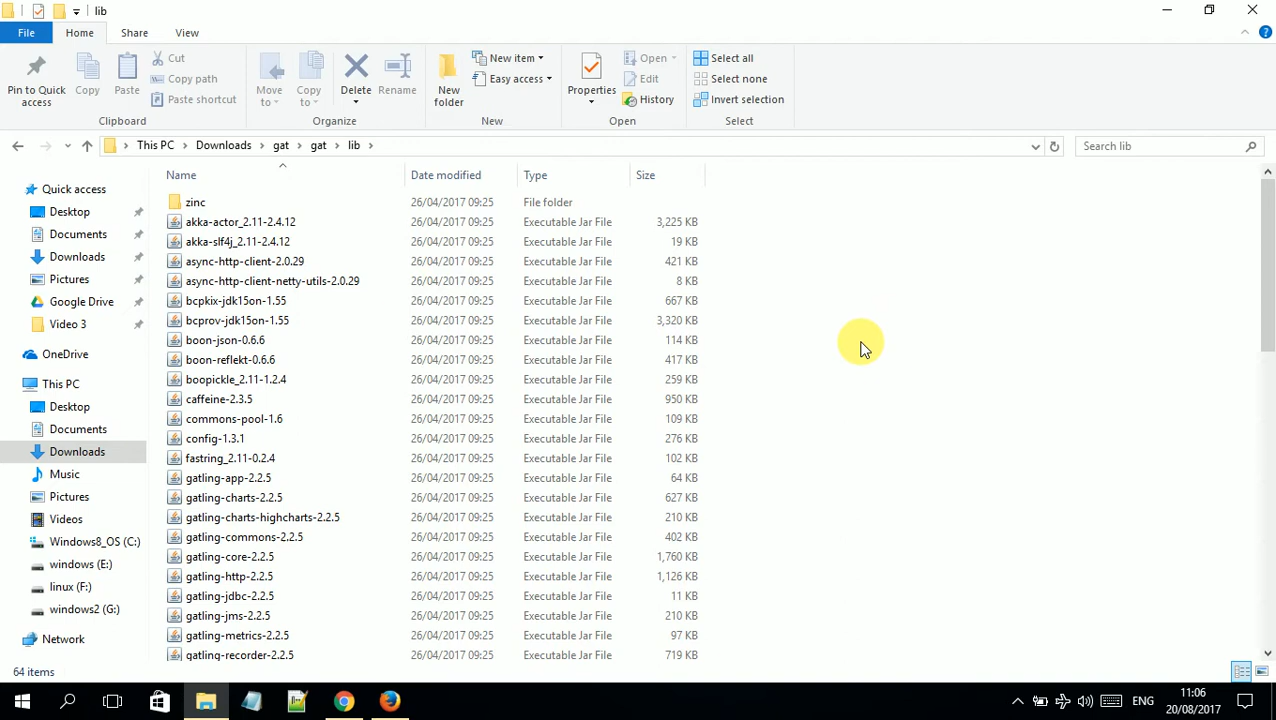 lib
File Home Share View
Pin to Quick access
Copy
Paste
Cut
Copy path
Paste shortcut
Clipboard
Move to
Copy to
Delete
Rename
Organize
New folder
New item
Easy access
New
Properties
Open
Edit
History
Open
Select all
Select none
Invert selection
Select
This PC Downloads gat gat lib
Search lib
Name Date modified Type Size
Quick access
Desktop
Documents
Downloads
Pictures
Google Drive
Video 3
OneDrive
This PC
Desktop
Documents
Downloads
Music
Pictures
Videos
Windows8_OS (C:)
windows (E:)
linux (F:)
windows2 (G:)
Network
zinc 26/04/2017 09:25 File folder
akka-actor_2.11-2.4.12 26/04/2017 09:25 Executable Jar File 3,225 KB
akka-slf4j_2.11-2.4.12 26/04/2017 09:25 Executable Jar File 19 KB
async-http-client-2.0.29 26/04/2017 09:25 Executable Jar File 421 KB
async-http-client-netty-utils-2.0.29 26/04/2017 09:25 Executable Jar File 8 KB
bcpkix-jdk15on-1.55 26/04/2017 09:25 Executable Jar File 667 KB
bcprov-jdk15on-1.55 26/04/2017 09:25 Executable Jar File 3,320 KB
boon-json-0.6.6 26/04/2017 09:25 Executable Jar File 114 KB
boon-reflekt-0.6.6 26/04/2017 09:25 Executable Jar File 417 KB
boopickle_2.11-1.2.4 26/04/2017 09:25 Executable Jar File 259 KB
caffeine-2.3.5 26/04/2017 09:25 Executable Jar File 950 KB
commons-pool-1.6 26/04/2017 09:25 Executable Jar File 109 KB
config-1.3.1 26/04/2017 09:25 Executable Jar File 276 KB
fastring_2.11-0.2.4 26/04/2017 09:25 Executable Jar File 102 KB
gatling-app-2.2.5 26/04/2017 09:25 Executable Jar File 64 KB
gatling-charts-2.2.5 26/04/2017 09:25 Executable Jar File 627 KB
gatling-charts-highcharts-2.2.5 26/04/2017 09:25 Executable Jar File 210 KB
gatling-commons-2.2.5 26/04/2017 09:25 Executable Jar File 402 KB
gatling-core-2.2.5 26/04/2017 09:25 Executable Jar File 1,760 KB
gatling-http-2.2.5 26/04/2017 09:25 Executable Jar File 1,126 KB
gatling-jdbc-2.2.5 26/04/2017 09:25 Executable Jar File 11 KB
gatling-jms-2.2.5 26/04/2017 09:25 Executable Jar File 210 KB
gatling-metrics-2.2.5 26/04/2017 09:25 Executable Jar File 97 KB
gatling-recorder-2.2.5 26/04/2017 09:25 Executable Jar File 719 KB
64 items
ENG
11:06
20/08/2017